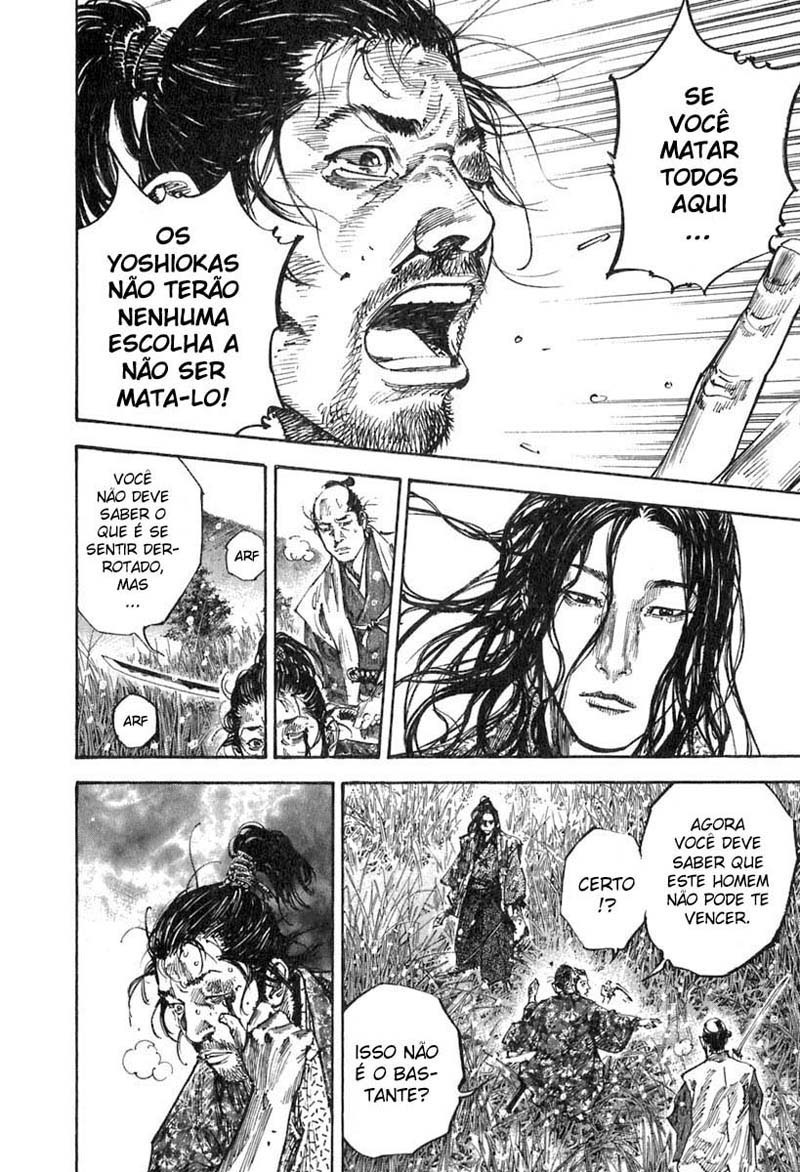 SE
VOCÊ
MATAR
TODOS
AQUI
...
OS
YOSHIOKAS
NÃO TERÃO
NENHUMA
ESCOLHA A
NÃO SER
MATA-LO!
VOCÊ
NÃO DEVE
SABER O
QUE É SE
SENTIR DER-
ROTADO,
MAS
...
ARF
ARF
AGORA
VOCÊ DEVE
SABER QUE
ESTE HOMEM
NÃO PODE TE
VENCER.
CERTO
!?
ISSO NÃO
É O BAS-
TANTE?